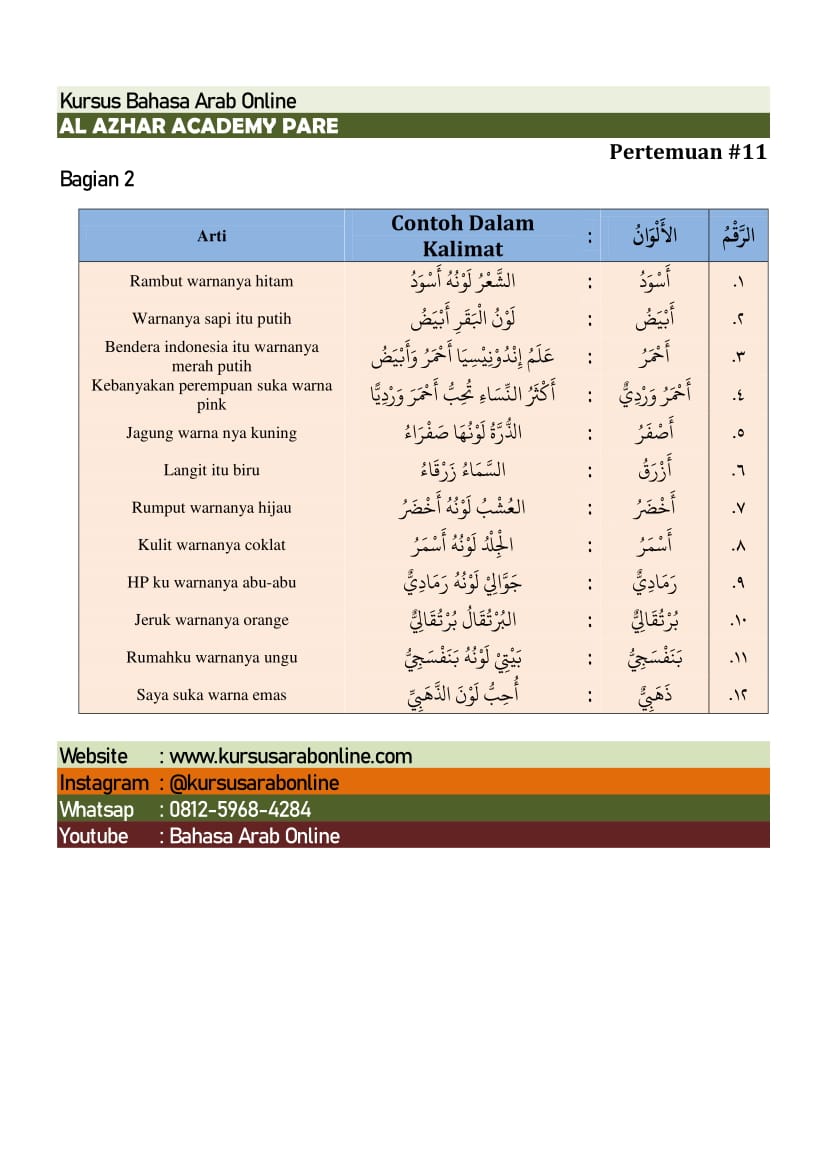 Kursus Bahasa Arab Online
AL AZHAR ACADEMY PARE
Pertemuan #11
Bagian 2
Arti Contoh Dalam Kalimat : الأَلْوَانُ الرَّقْمُ
Rambut warnanya hitam الشَّعْرُ لَوْنُهُ أَسْوَدُ : أَسْوَدُ .١
Warnanya sapi itu putih لَوْنُ الْبَقَرِ أَبْيَضُ : أَبْيَضُ .٢
Bendera indonesia itu warnanya merah putih عَلَمُ إِنْدُوْنِيْسِيَا أَحْمَرُ وَأَبْيَضُ : أَحْمَرُ .٣
Kebanyakan perempuan suka warna pink أَكْثَرُ النِّسَاءِ تُحِبُّ أَحْمَرَ وَرْدِيًّا : أَحْمَرُ وَرْدِيٌّ .٤
Jagung warna nya kuning الذُّرَّةُ لَوْنُهَا صَفْرَاءُ : أَصْفَرُ .٥
Langit itu biru السَّمَاءُ زَرْقَاءُ : أَزْرَقُ .٦
Rumput warnanya hijau العُشْبُ لَوْنُهُ أَخْضَرُ : أَخْضَرُ .٧
Kulit warnanya coklat الْجِلْدُ لَوْنُهُ أَسْمَرُ : أَسْمَرُ .٨
HP ku warnanya abu-abu جَوَّالِيْ لَوْنُهُ رَمَادِيٌّ : رَمَادِيٌّ .٩
Jeruk warnanya orange البُرْتُقَالُ بُرْتُقَالِيٌّ : بُرْتُقَالِيٌّ .١٠
Rumahku warnanya ungu بَيْتِيْ لَوْنُهُ بَنَفْسَجِيٌّ : بَنَفْسَجِيٌّ .١١
Saya suka warna emas أُحِبُّ لَوْنَ الذَّهَبِيِّ : ذَهَبِيٌّ .١٢
Website : www.kursusarabonline.com
Instagram : @kursusarabonline
Whatsap : 0812-5968-4284
Youtube : Bahasa Arab Online